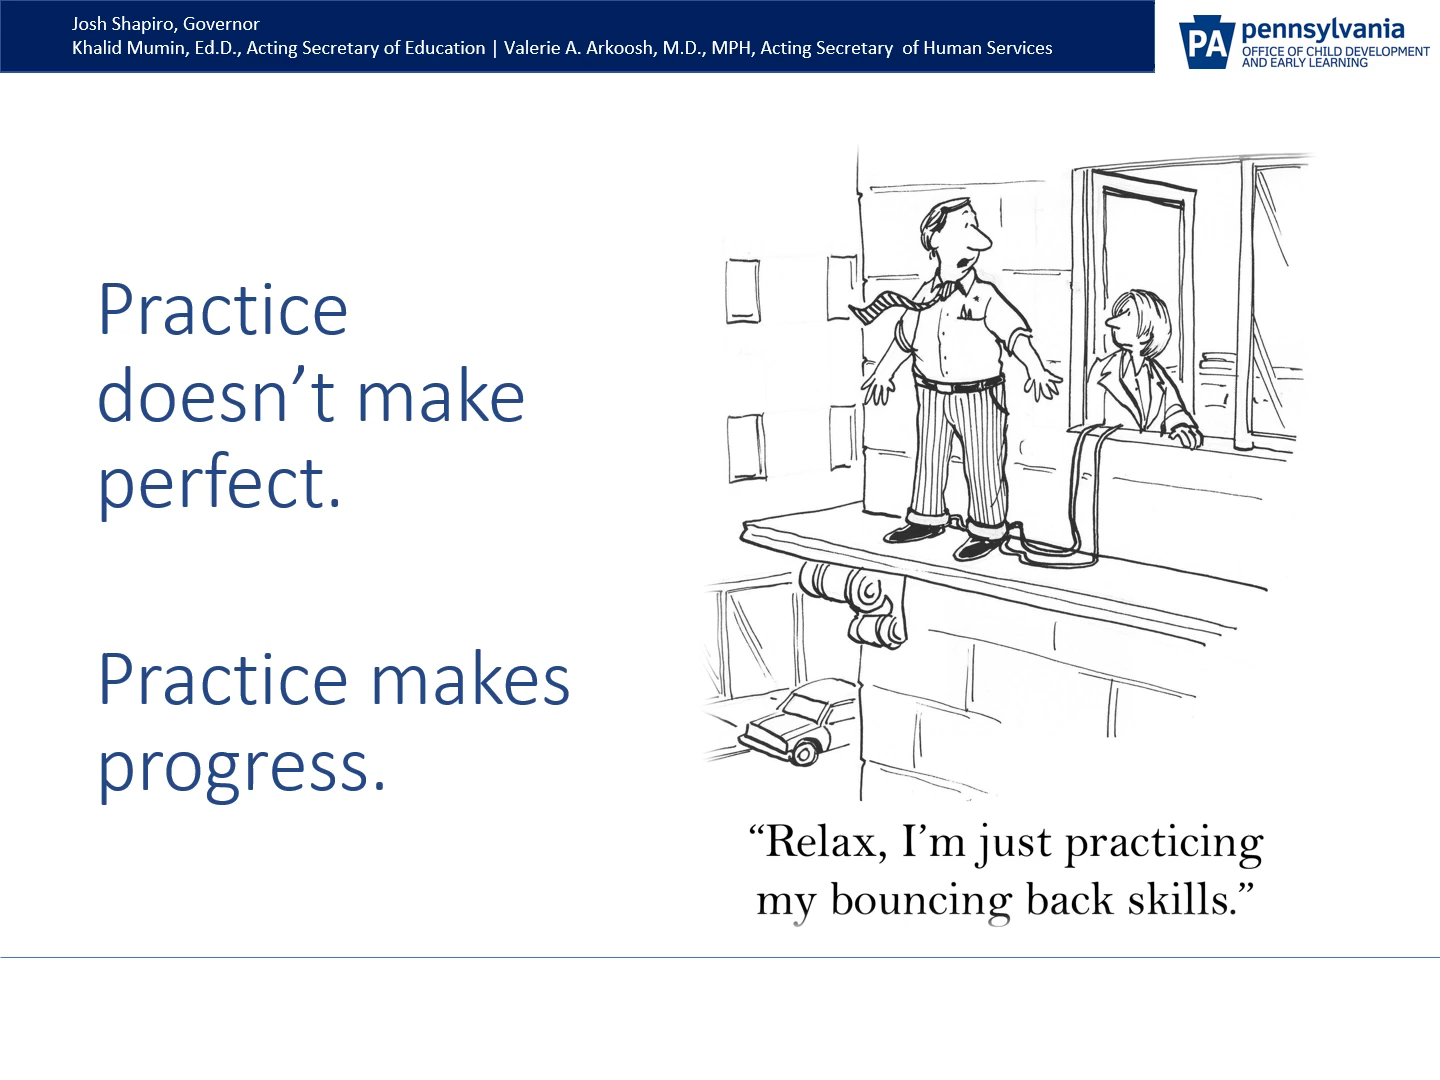 Josh Shapiro, Governor
Khalid Mumin, Ed.D., Acting Secretary of Education | Valerie A. Arkoosh, M.D., MPH, Acting Secretary  of Human Services
PA
pennsylvania
OFFICE OF CHILD DEVELOPMENT
AND EARLY LEARNING
Practice
doesn’t make
perfect.
Practice makes
progress.
“Relax, I’m just practicing
my bouncing back skills.”